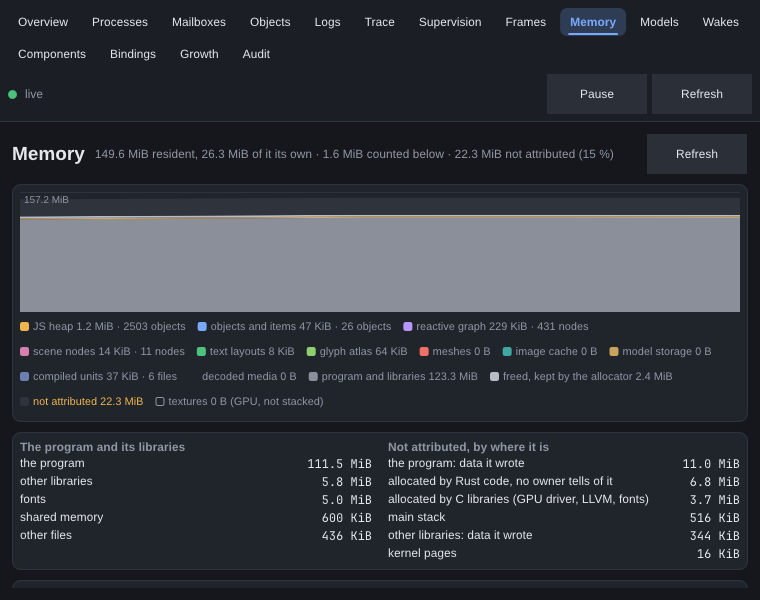 Overview Processes Mailboxes Objects Logs Trace Supervision Frames Memory Models Wakes
Components Bindings Growth Audit
live Pause Refresh
Memory 149.6 MiB resident, 26.3 MiB of it its own · 1.6 MiB counted below · 22.3 MiB not attributed (15 %) Refresh
157.2 MiB
JS heap 1.2 MiB · 2503 objects objects and items 47 KiB · 26 objects reactive graph 229 KiB · 431 nodes
scene nodes 14 KiB · 11 nodes text layouts 8 KiB glyph atlas 64 KiB meshes 0 B image cache 0 B model storage 0 B
compiled units 37 KiB · 6 files decoded media 0 B program and libraries 123.3 MiB freed, kept by the allocator 2.4 MiB
not attributed 22.3 MiB textures 0 B (GPU, not stacked)
The program and its libraries
the program 111.5 MiB
other libraries 5.8 MiB
fonts 5.0 MiB
shared memory 600 KiB
other files 436 KiB
Not attributed, by where it is
the program: data it wrote 11.0 MiB
allocated by Rust code, no owner tells of it 6.8 MiB
allocated by C libraries (GPU driver, LLVM, fonts) 3.7 MiB
main stack 516 KiB
other libraries: data it wrote 344 KiB
kernel pages 16 KiB